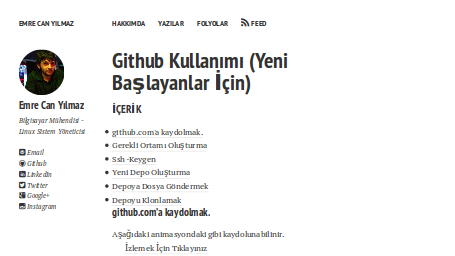 EMRE CAN YILMAZ
HAKKIMDA YAZILAR FOLYOLAR FEED
Emre Can Yılmaz
Bilgisayar Mühendisi -
Linux Sistem Yöneticisi
Email
Github
LinkedIn
Twitter
Google+
Instagram
Github Kullanımı (Yeni
Başlayanlar İçin)
İÇERİK
github.com'a kaydolmak.
Gerekli Ortamı Oluşturma
Ssh -Keygen
Yeni Depo Oluşturma
Depoya Dosya Göndermek
Depoyu Klonlamak
github.com'a kaydolmak.
Aşağıdaki animasyondaki gibi kaydolunabilinir.
İzlemek İçin Tıklayınız